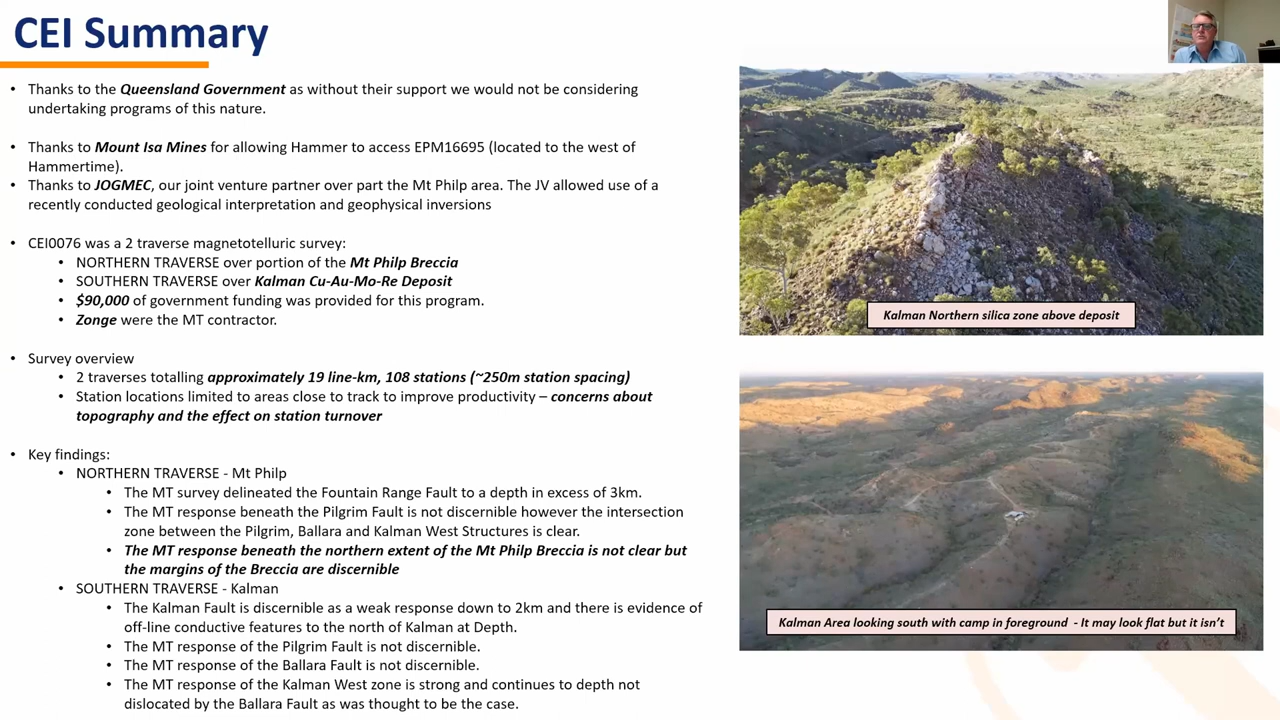 CEI Summary
• Thanks to the Queensland Government as without their support we would not be considering
undertaking programs of this nature.
• Thanks to Mount Isa Mines for allowing Hammer to access EPM16695 (located to the west of
Hammertime).
• Thanks to JOGMEC, our joint venture partner over part the Mt Philp area. The JV allowed use of a
recently conducted geological interpretation and geophysical inversions
• CEI0076 was a 2 traverse magnetotelluric survey:
• NORTHERN TRAVERSE over portion of the Mt Philp Breccia
• SOUTHERN TRAVERSE over Kalman Cu-Au-Mo-Re Deposit
• $90,000 of government funding was provided for this program.
• Zonge were the MT contractor.
• Survey overview
• 2 traverses totalling approximately 19 line-km, 108 stations (~250m station spacing)
• Station locations limited to areas close to track to improve productivity – concerns about
topography and the effect on station turnover
• Key findings:
• NORTHERN TRAVERSE - Mt Philp
• The MT survey delineated the Fountain Range Fault to a depth in excess of 3km.
• The MT response beneath the Pilgrim Fault is not discernible however the intersection
zone between the Pilgrim, Ballara and Kalman West Structures is clear.
• The MT response beneath the northern extent of the Mt Philp Breccia is not clear but
the margins of the Breccia are discernible
• SOUTHERN TRAVERSE - Kalman
• The Kalman Fault is discernible as a weak response down to 2km and there is evidence of
off-line conductive features to the north of Kalman at Depth.
• The MT response of the Pilgrim Fault is not discernible.
• The MT response of the Ballara Fault is not discernible.
• The MT response of the Kalman West zone is strong and continues to depth not
dislocated by the Ballara Fault as was thought to be the case.
Kalman Northern silica zone above deposit
Kalman Area looking south with camp in foreground - It may look flat but it isn't